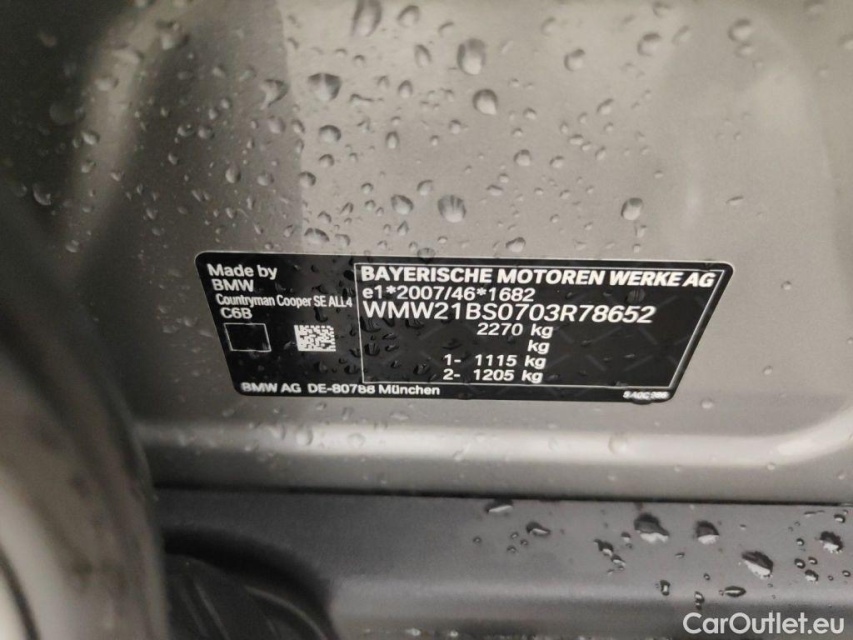 Made by
BMW
Countryman Cooper SE ALL4
C6B
BAYERISCHE MOTOREN WERKE AG
e1*2007/46*1682
WMW21BS0703R78652
2270 kg
kg
1- 1115 kg
2- 1205 kg
BMW AG DE-80788 München
CarOutlet.eu